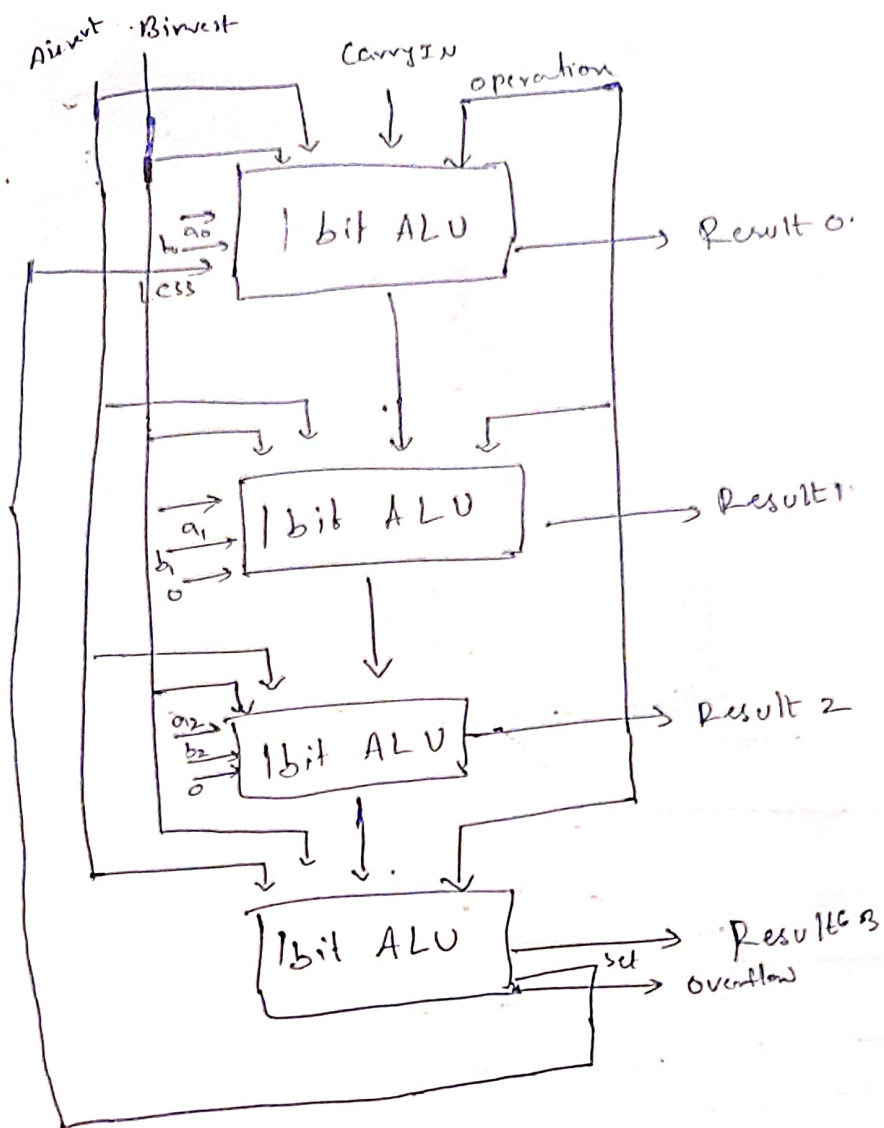 Ainvert Binvert
CarryIN
operation
a0
b0
1 bit ALU
Result 0.
Less
a1
1 bit ALU
Result 1.
b1
0
a2
b2
1bit ALU
Result 2
0
1bit ALU
Result 3
set
overflow